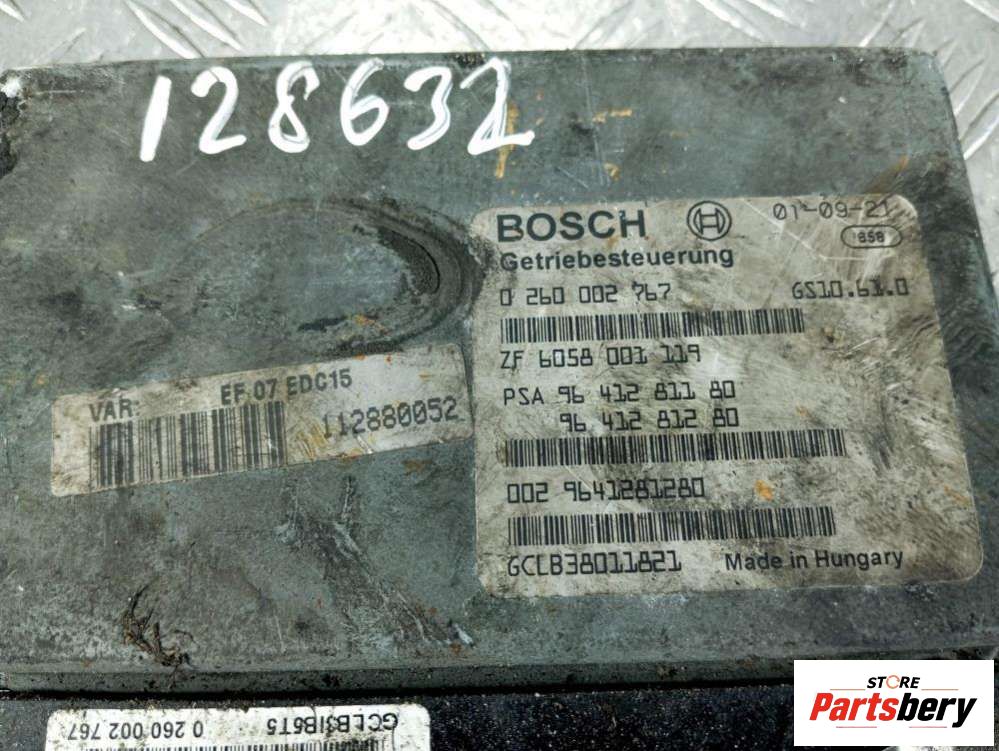 128632
BOSCH 01-09-21
858
Getriebesteuerung
0 260 002 767 GS10.61.0
ZF 6058 001 119
PSA 96 412 811 80
96 412 812 80
002 9641281280
GCLB38011821 Made in Hungary
VAR: EF 07 EDC15
112880052
GCLB31B5T5
0 260 002 767
STORE
Partsbery